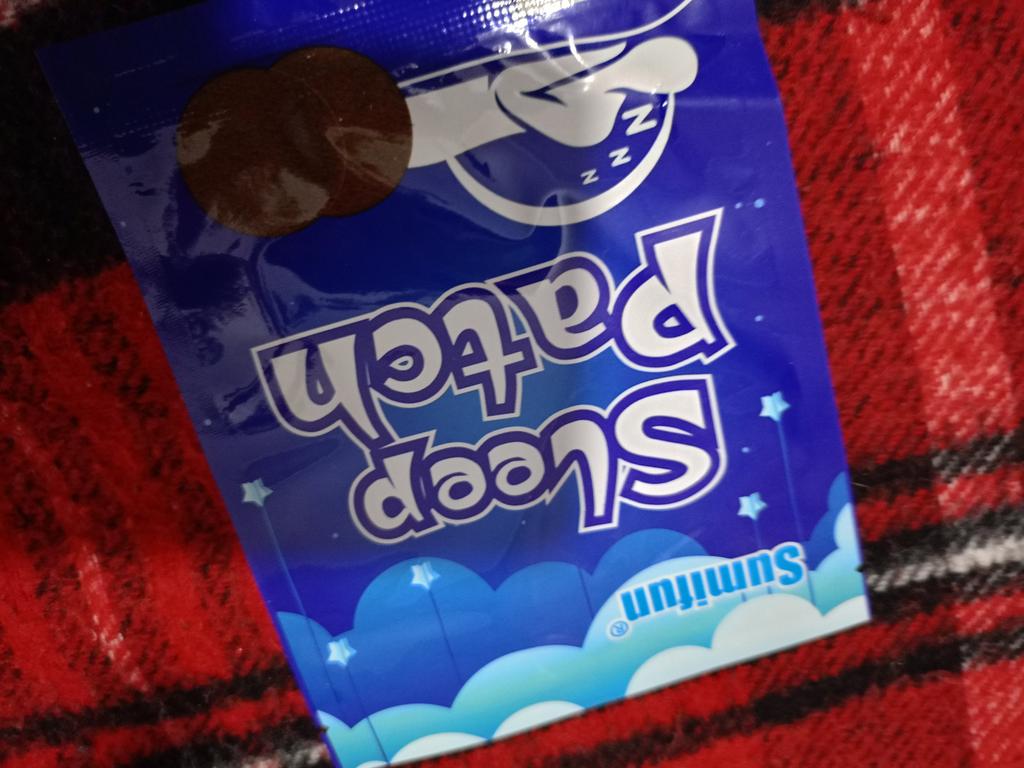 Sumifun®
Sleep
Patch
z z z